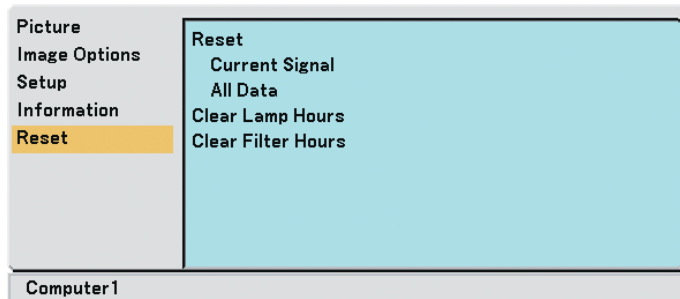 Picture
Image Options
Setup
Information
Reset
Reset
Current Signal
All Data
Clear Lamp Hours
Clear Filter Hours
Computer1